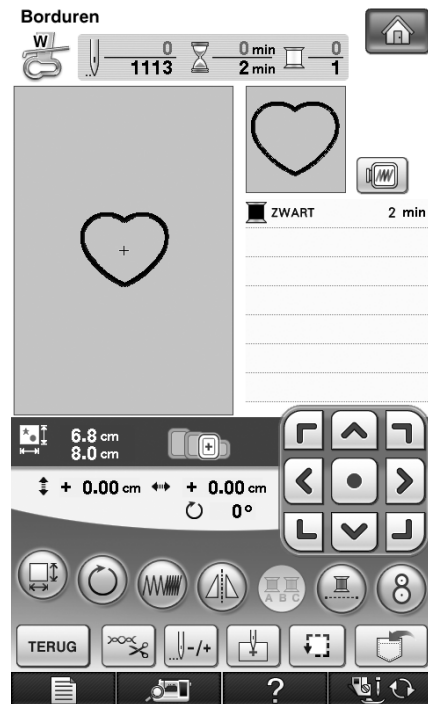 Borduren
W
0 0 min 0
1113 2 min 1
ZWART 2 min
6.8 cm
8.0 cm
+ 0.00 cm + 0.00 cm
0°
A B C
8
TERUG -/+
?